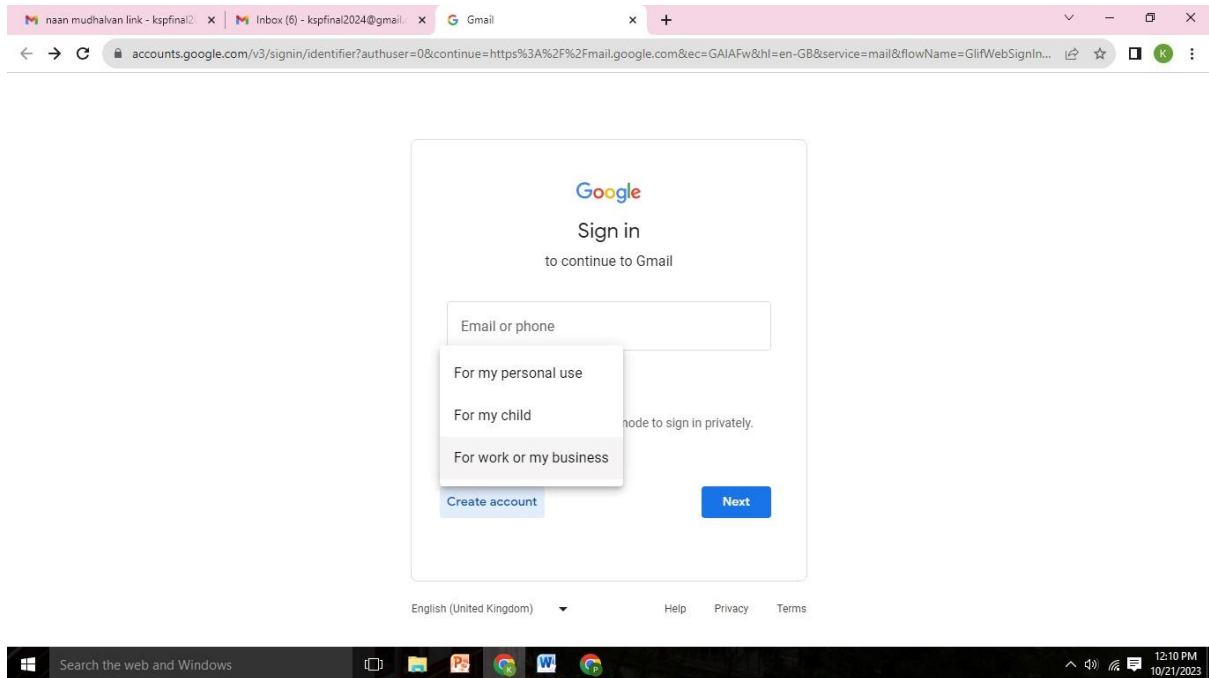 naan mudhalvan link - kspfinal2
Inbox (6) - kspfinal2024@gmail.
Gmail
accounts.google.com/v3/signin/identifier?authuser=0&continue=https%3A%2F%2Fmail.google.com&ec=GAlAFw&hl=en-GB&service=mail&flowName=GlifWebSignIn...
K
Google
Sign in
to continue to Gmail
Email or phone
For my personal use
For my child
node to sign in privately.
For work or my business
Create account
Next
English (United Kingdom)
Help Privacy Terms
Search the web and Windows
12:10 PM
10/21/2023